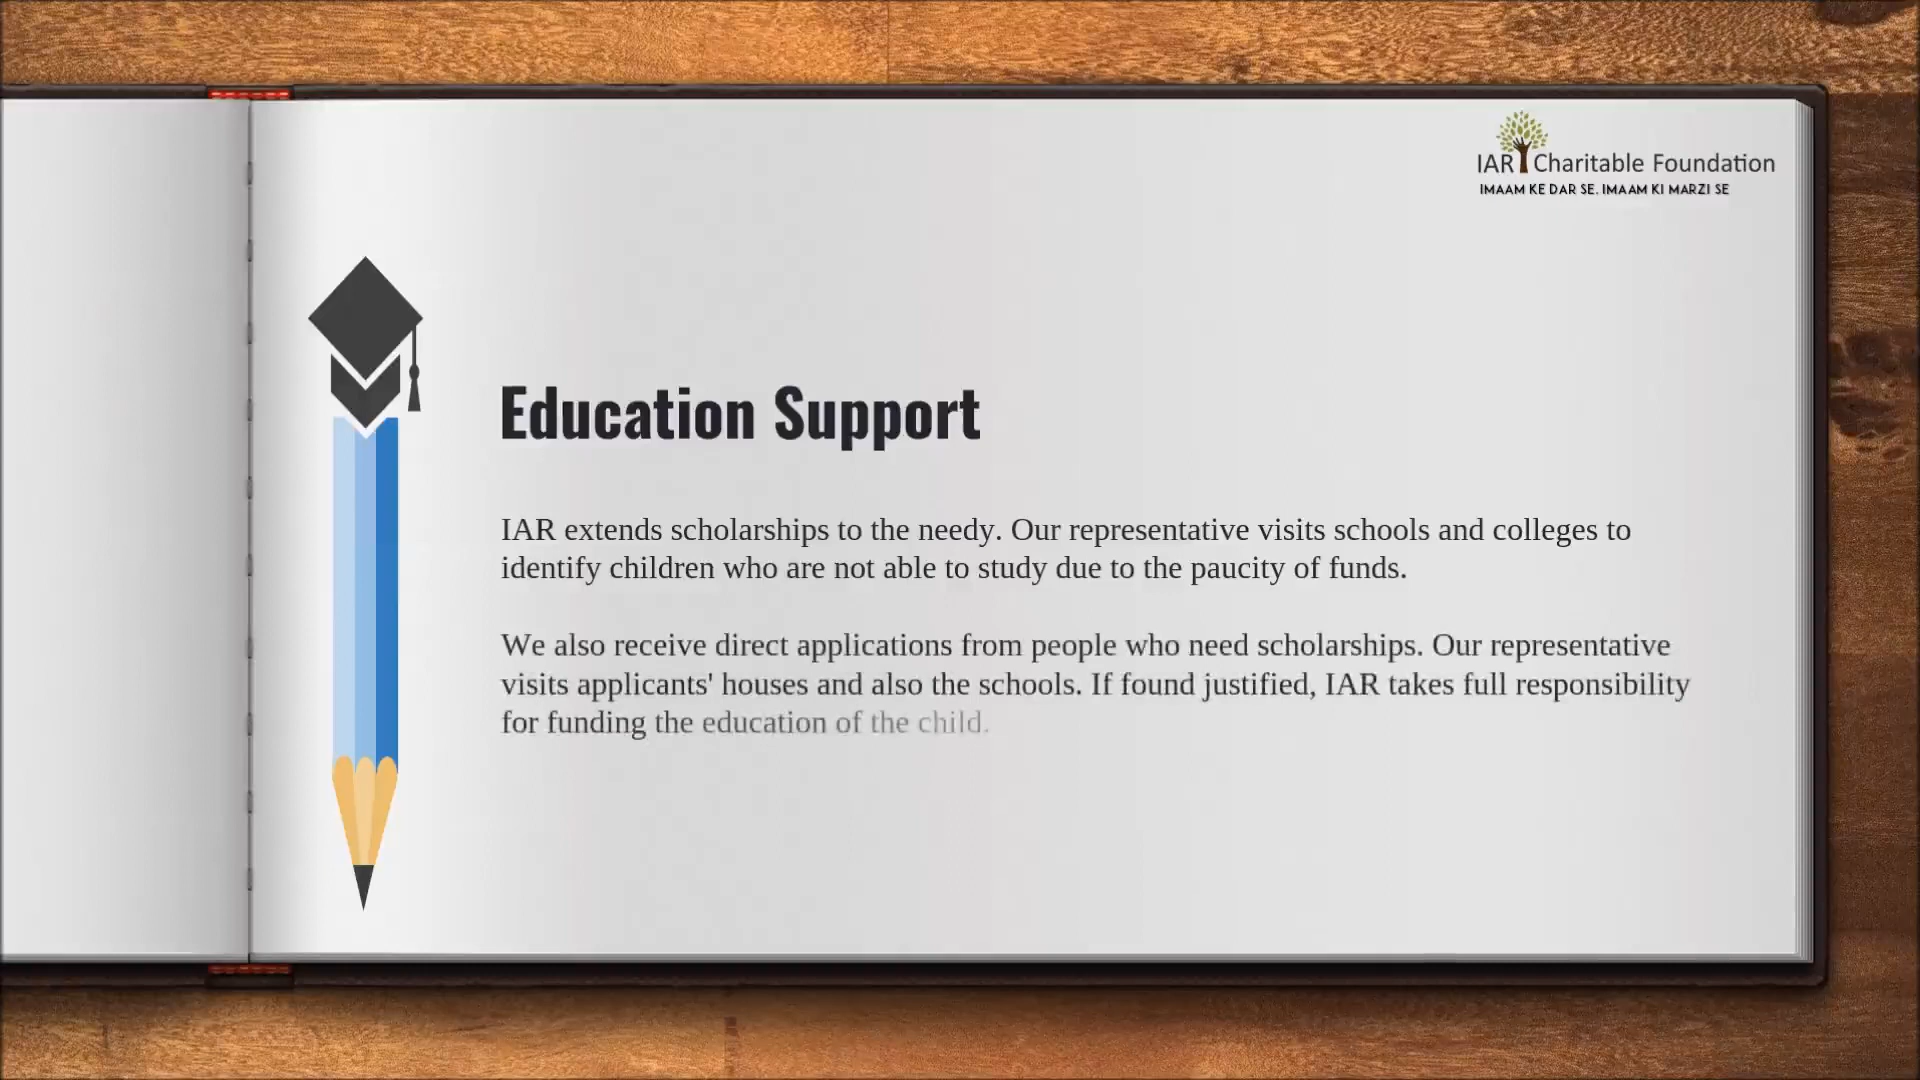 IAR Charitable Foundation
IMAAM KE DAR SE. IMAAM KI MARZI SE
Education Support
IAR extends scholarships to the needy. Our representative visits schools and colleges to
identify children who are not able to study due to the paucity of funds.
We also receive direct applications from people who need scholarships. Our representative
visits applicants' houses and also the schools. If found justified, IAR takes full responsibility
for funding the education of the child.